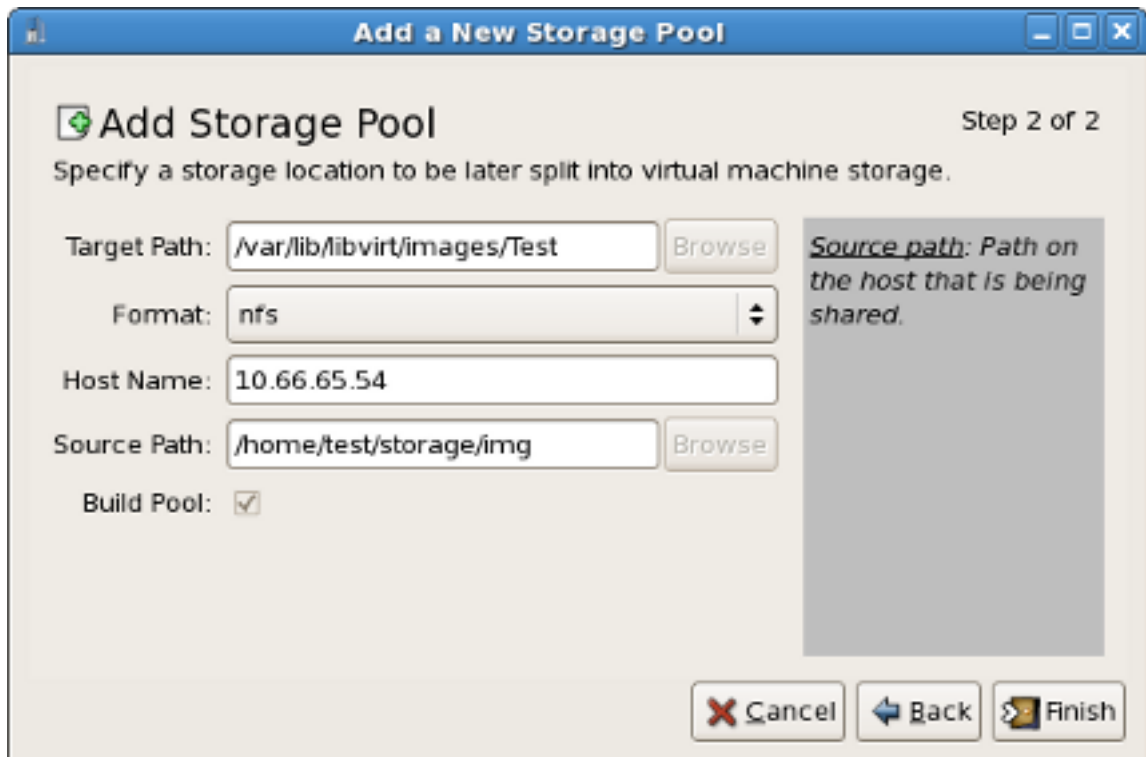 Add a New Storage Pool
Add Storage Pool
Step 2 of 2
Specify a storage location to be later split into virtual machine storage.
Target Path: /var/lib/libvirt/images/Test Browse
Source path: Path on
the host that is being
shared.
Format: nfs
Host Name: 10.66.65.54
Source Path: /home/test/storage/img Browse
Build Pool:
Cancel Back Finish